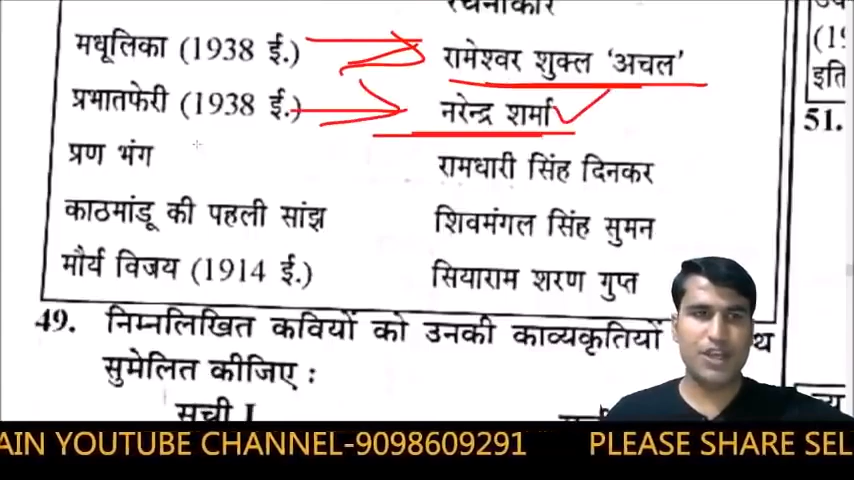 रचनाकार
मधूलिका (1938 ई.) रामेश्वर शुक्ल ‘अचल’
प्रभातफेरी (1938 ई.) नरेन्द्र शर्मा
प्रण भंग रामधारी सिंह दिनकर
काठमांडू की पहली सांझ शिवमंगल सिंह सुमन
मौर्य विजय (1914 ई.) सियाराम शरण गुप्त
49. निम्नलिखित कवियों को उनकी काव्यकृतियों
सुमेलित कीजिए :
सूची I
51.
AIN YOUTUBE CHANNEL-9098609291 PLEASE SHARE SEL